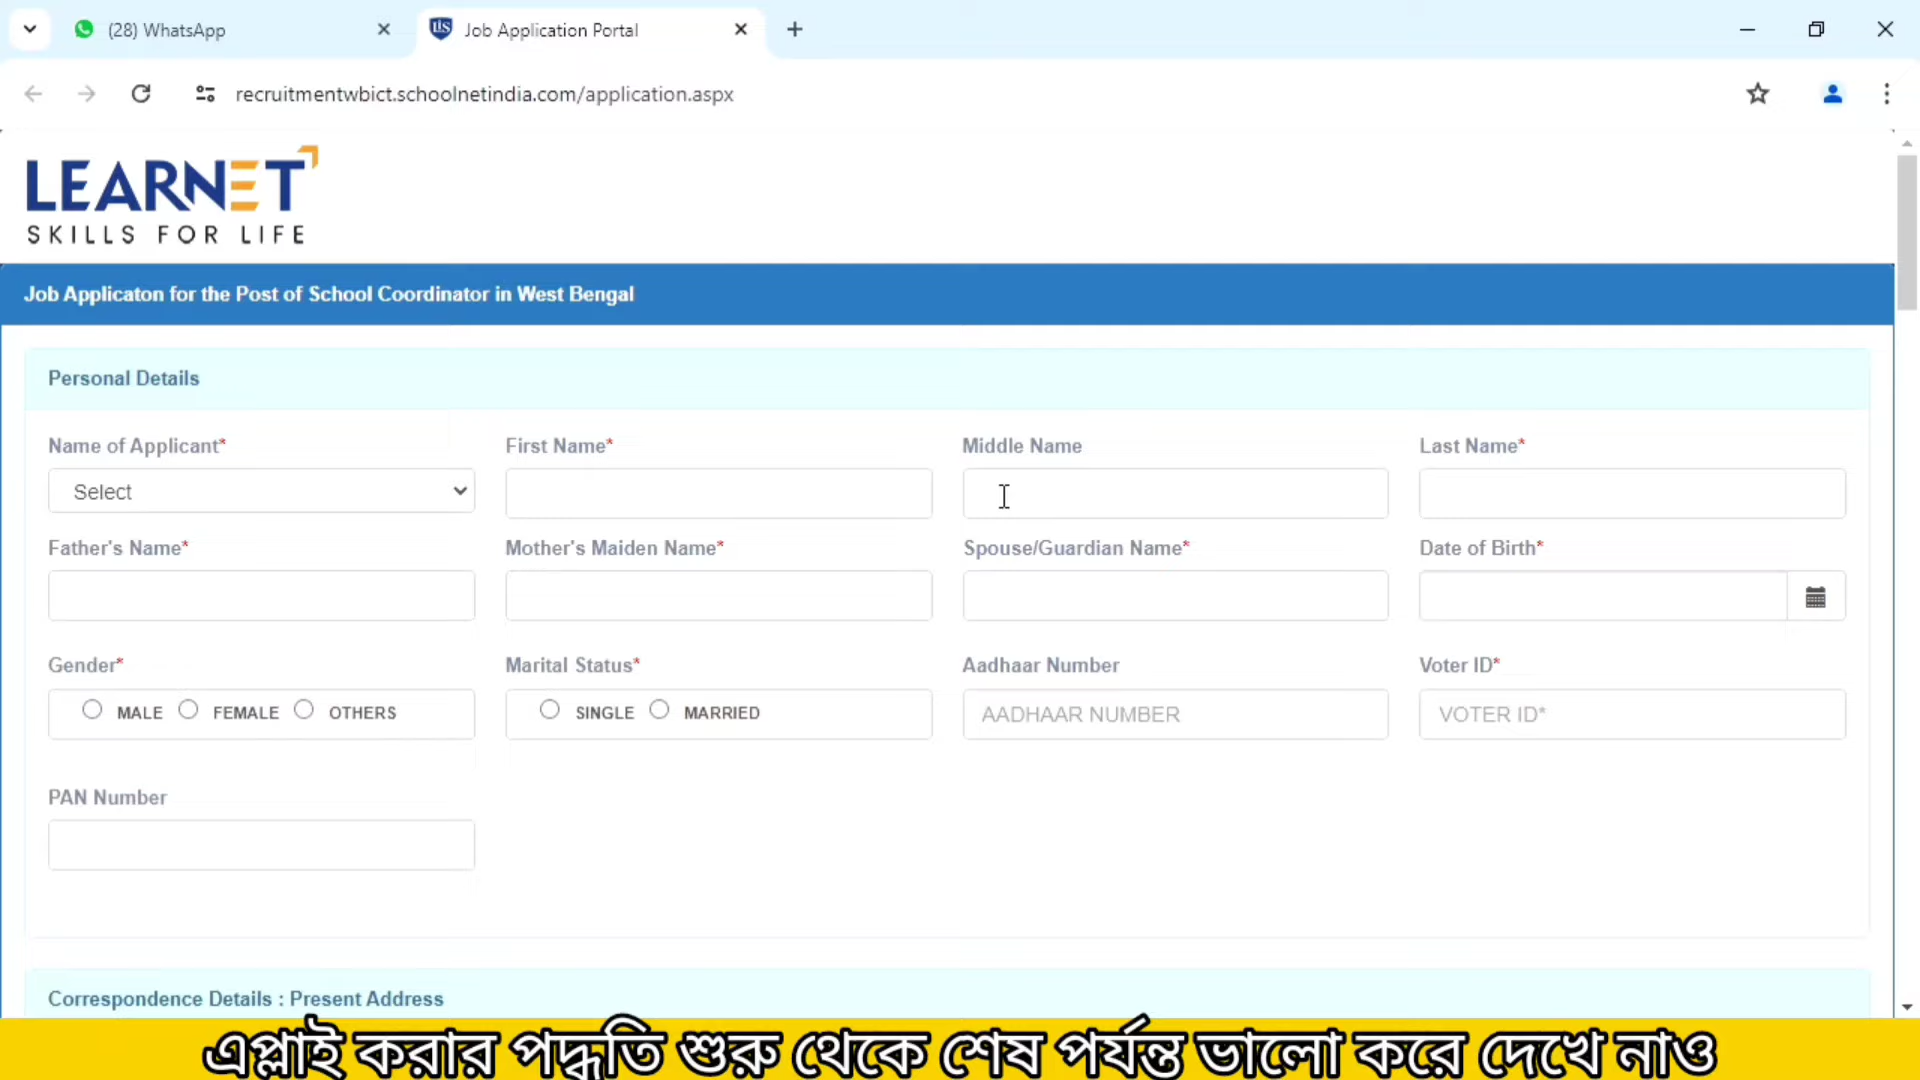 (28) WhatsApp
Job Application Portal
recruitmentwbict.schoolnetindia.com/application.aspx
LEARNET
SKILLS FOR LIFE
Job Applicaton for the Post of School Coordinator in West Bengal
Personal Details
Name of Applicant* First Name* Middle Name Last Name*
Select
Father's Name* Mother's Maiden Name* Spouse/Guardian Name* Date of Birth*
Gender* Marital Status* Aadhaar Number Voter ID*
MALE FEMALE OTHERS SINGLE MARRIED AADHAAR NUMBER VOTER ID*
PAN Number
Correspondence Details : Present Address
এপ্লাই করার পদ্ধতি শুরু থেকে শেষ পর্যন্ত ভালো করে দেখে নাও